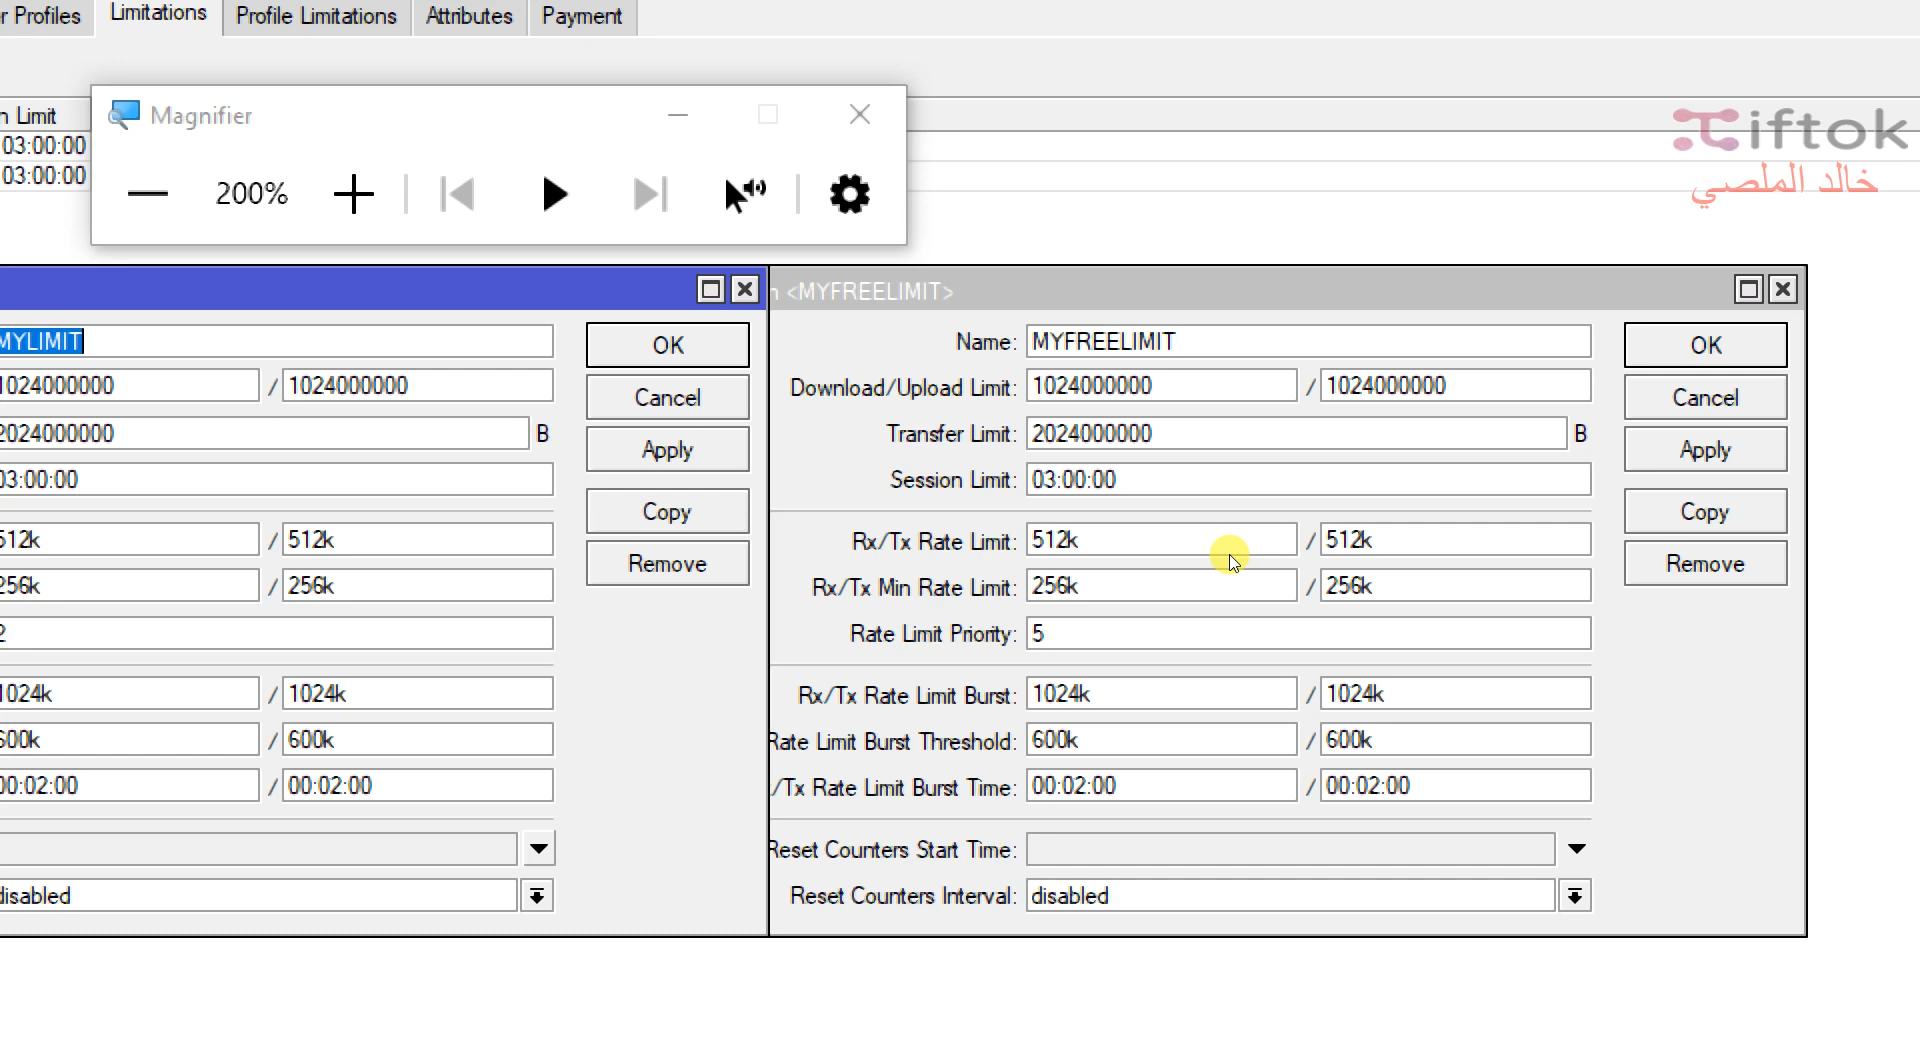 r Profiles
Limitations
Profile Limitations
Attributes
Payment
n Limit
03:00:00
03:00:00
Magnifier
200%
iftok
خالد الملصي
MYLIMIT
1024000000 / 1024000000
2024000000 B
03:00:00
512k / 512k
256k / 256k
2
1024k / 1024k
600k / 600k
00:02:00 / 00:02:00
disabled
OK
Cancel
Apply
Copy
Remove
n <MYFREELIMIT>
Name: MYFREELIMIT
Download/Upload Limit: 1024000000 / 1024000000
Transfer Limit: 2024000000 B
Session Limit: 03:00:00
Rx/Tx Rate Limit: 512k / 512k
Rx/Tx Min Rate Limit: 256k / 256k
Rate Limit Priority: 5
Rx/Tx Rate Limit Burst: 1024k / 1024k
Rate Limit Burst Threshold: 600k / 600k
/Tx Rate Limit Burst Time: 00:02:00 / 00:02:00
Reset Counters Start Time:
Reset Counters Interval: disabled
OK
Cancel
Apply
Copy
Remove